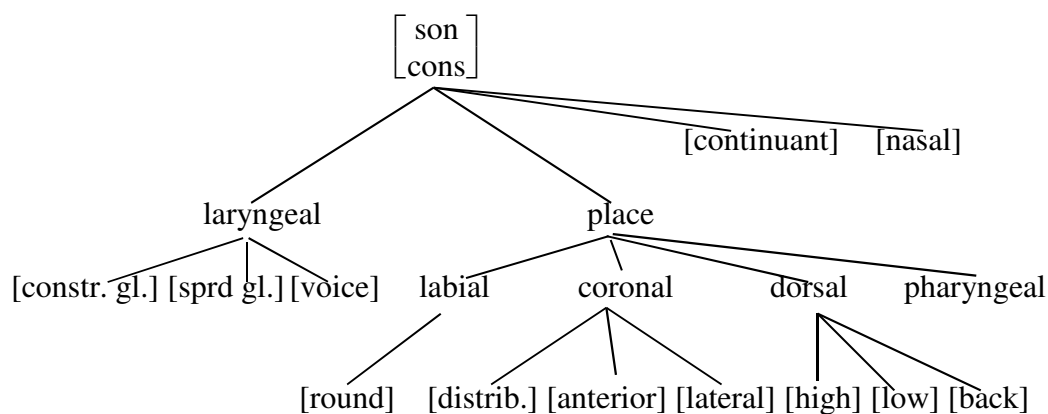 son
cons
[continuant] [nasal]
laryngeal place
[constr. gl.] [sprd gl.] [voice] labial coronal dorsal pharyngeal
[round] [distrib.] [anterior] [lateral] [high] [low] [back]